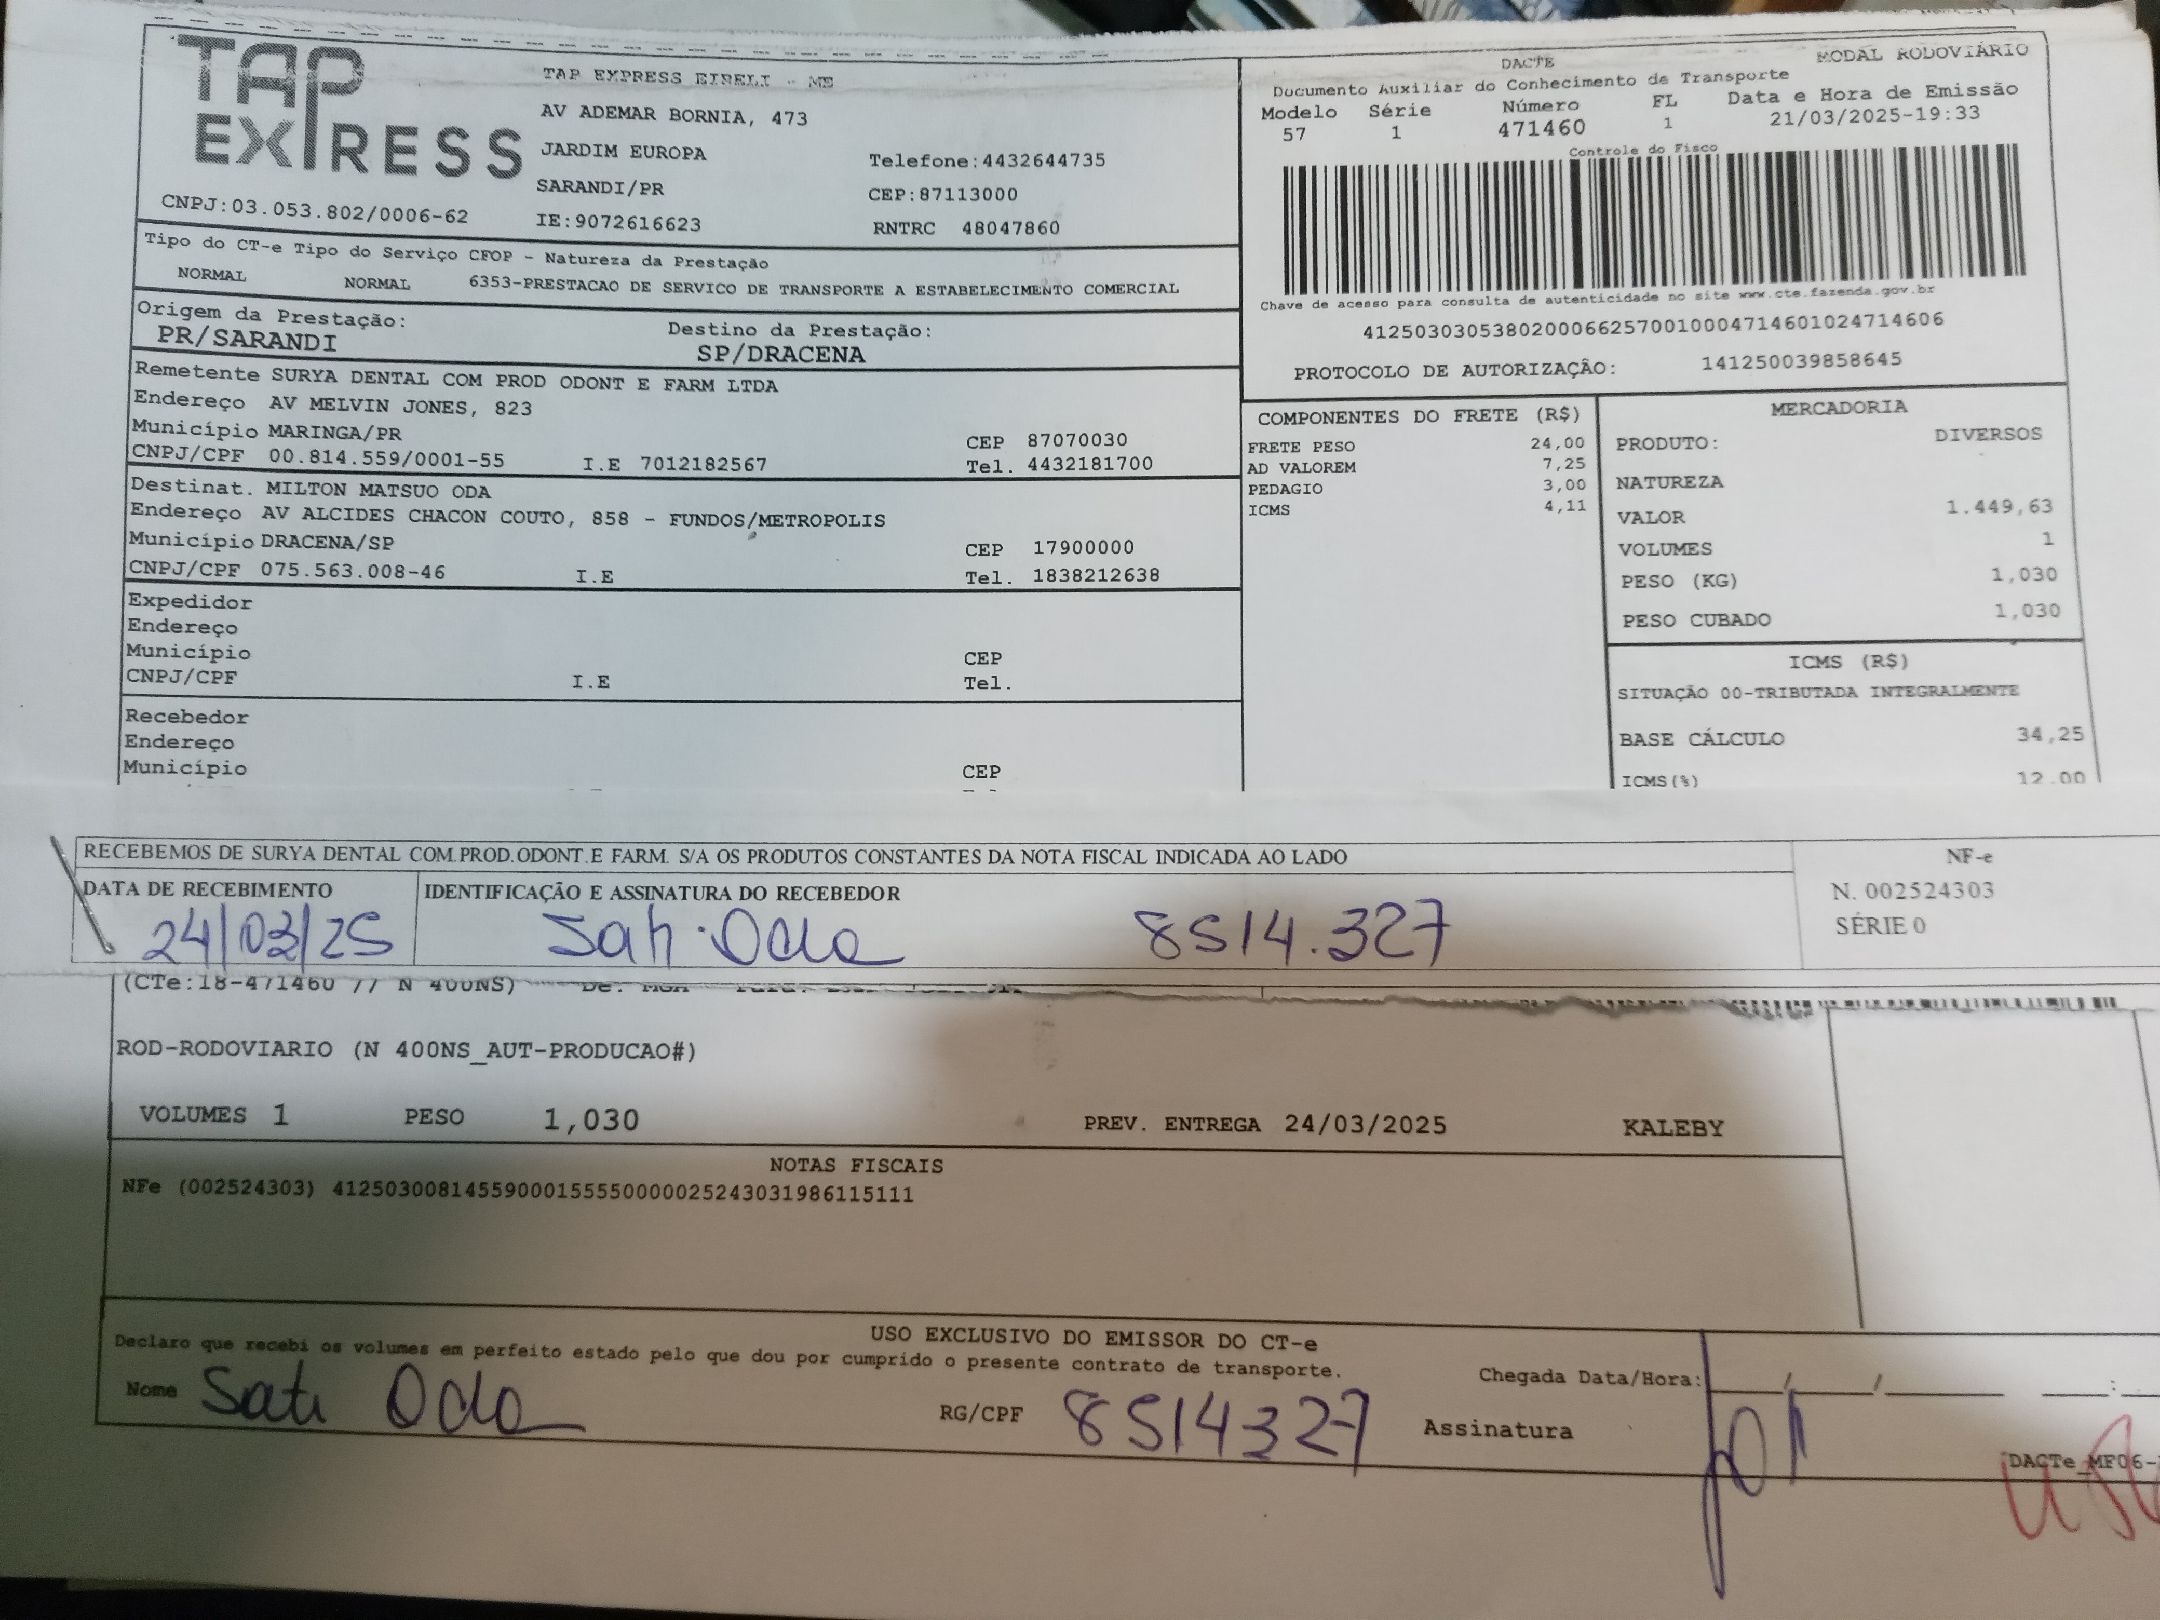 TAP EXPRESS
TAP EXPRESS EIRELI - ME
AV ADEMAR BORNIA, 473
JARDIM EUROPA Telefone:4432644735
SARANDI/PR CEP:87113000
CNPJ:03.053.802/0006-62 IE:9072616623 RNTRC 48047860
DACTE MODAL RODOVIÁRIO
Documento Auxiliar do Conhecimento de Transporte
Modelo Série Número FL Data e Hora de Emissão
57 1 471460 1 21/03/2025-19:33
Controle do Fisco
Chave de acesso para consulta de autenticidade no site www.cte.fazenda.gov.br
41250303053802000662570010004714601024714606
PROTOCOLO DE AUTORIZAÇÃO: 141250039858645
Tipo do CT-e Tipo do Serviço CFOP - Natureza da Prestação
NORMAL NORMAL 6353-PRESTACAO DE SERVICO DE TRANSPORTE A ESTABELECIMENTO COMERCIAL
Origem da Prestação: Destino da Prestação:
PR/SARANDI SP/DRACENA
Remetente SURYA DENTAL COM PROD ODONT E FARM LTDA
Endereço AV MELVIN JONES, 823
Município MARINGA/PR CEP 87070030
CNPJ/CPF 00.814.559/0001-55 I.E 7012182567 Tel. 4432181700
Destinat. MILTON MATSUO ODA
Endereço AV ALCIDES CHACON COUTO, 858 - FUNDOS/METROPOLIS
Município DRACENA/SP CEP 17900000
CNPJ/CPF 075.563.008-46 I.E Tel. 1838212638
Expedidor
Endereço
Município CEP
CNPJ/CPF I.E Tel.
Recebedor
Endereço
Município CEP
COMPONENTES DO FRETE (R$)
FRETE PESO 24,00
AD VALOREM 7,25
PEDAGIO 3,00
ICMS 4,11
MERCADORIA
PRODUTO: DIVERSOS
NATUREZA
VALOR 1.449,63
VOLUMES 1
PESO (KG) 1,030
PESO CUBADO 1,030
ICMS (R$)
SITUAÇÃO 00-TRIBUTADA INTEGRALMENTE
BASE CÁLCULO 34,25
ICMS(%) 12.00
RECEBEMOS DE SURYA DENTAL COM.PROD.ODONT.E FARM. S/A OS PRODUTOS CONSTANTES DA NOTA FISCAL INDICADA AO LADO
DATA DE RECEBIMENTO IDENTIFICAÇÃO E ASSINATURA DO RECEBEDOR
24/03/25 Sati Oda 8514.327
NF-e
N. 002524303
SÉRIE 0
(CTe:18-471460 // N 400NS)
ROD-RODOVIARIO (N 400NS_AUT-PRODUCAO#)
VOLUMES 1 PESO 1,030 PREV. ENTREGA 24/03/2025 KALEBY
NOTAS FISCAIS
NFe (002524303) 41250300814559000155550000025243031986115111
USO EXCLUSIVO DO EMISSOR DO CT-e
Declaro que recebi os volumes em perfeito estado pelo que dou por cumprido o presente contrato de transporte.
Chegada Data/Hora: / / :
Nome Sati Oda RG/CPF 8514327 Assinatura
DACTe_MF06-